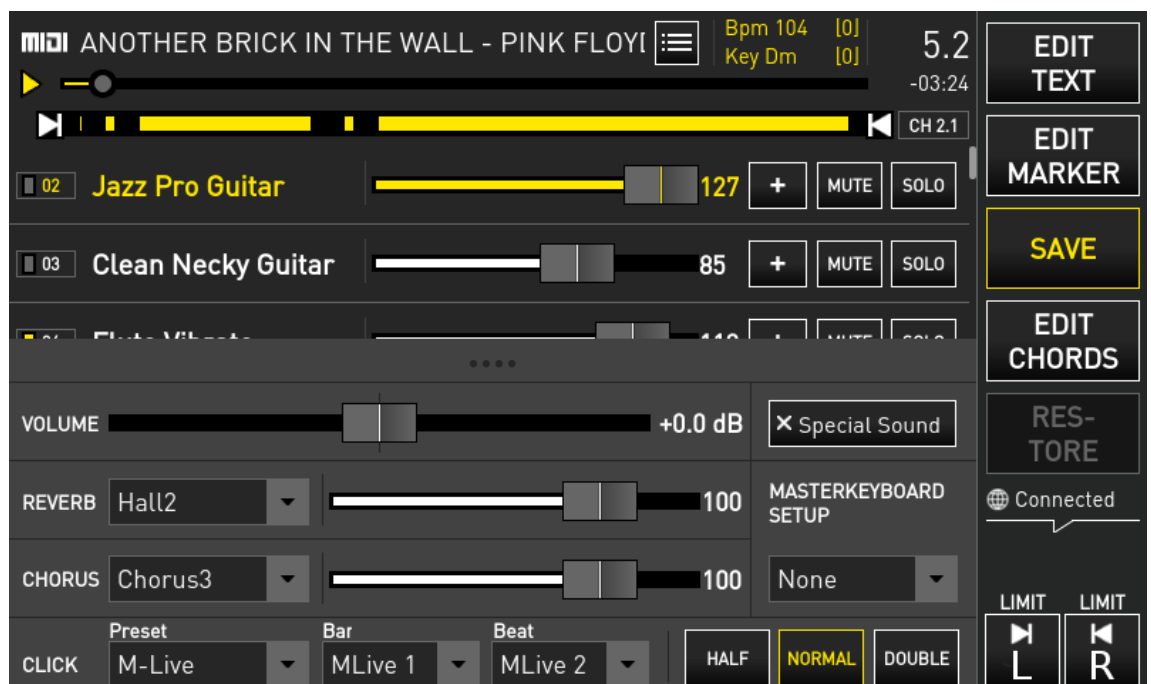 MIDI ANOTHER BRICK IN THE WALL - PINK FLOY
Bpm 104 [0]
Key Dm [0]
5.2
-03:24
CH 2.1
02 Jazz Pro Guitar 127 + MUTE SOLO
03 Clean Necky Guitar 85 + MUTE SOLO
VOLUME +0.0 dB × Special Sound
REVERB Hall2 100
MASTERKEYBOARD
SETUP
CHORUS Chorus3 100 None
Preset Bar Beat
CLICK M-Live MLive 1 MLive 2 HALF NORMAL DOUBLE
EDIT
TEXT
EDIT
MARKER
SAVE
EDIT
CHORDS
RES-
TORE
Connected
LIMIT LIMIT
L R